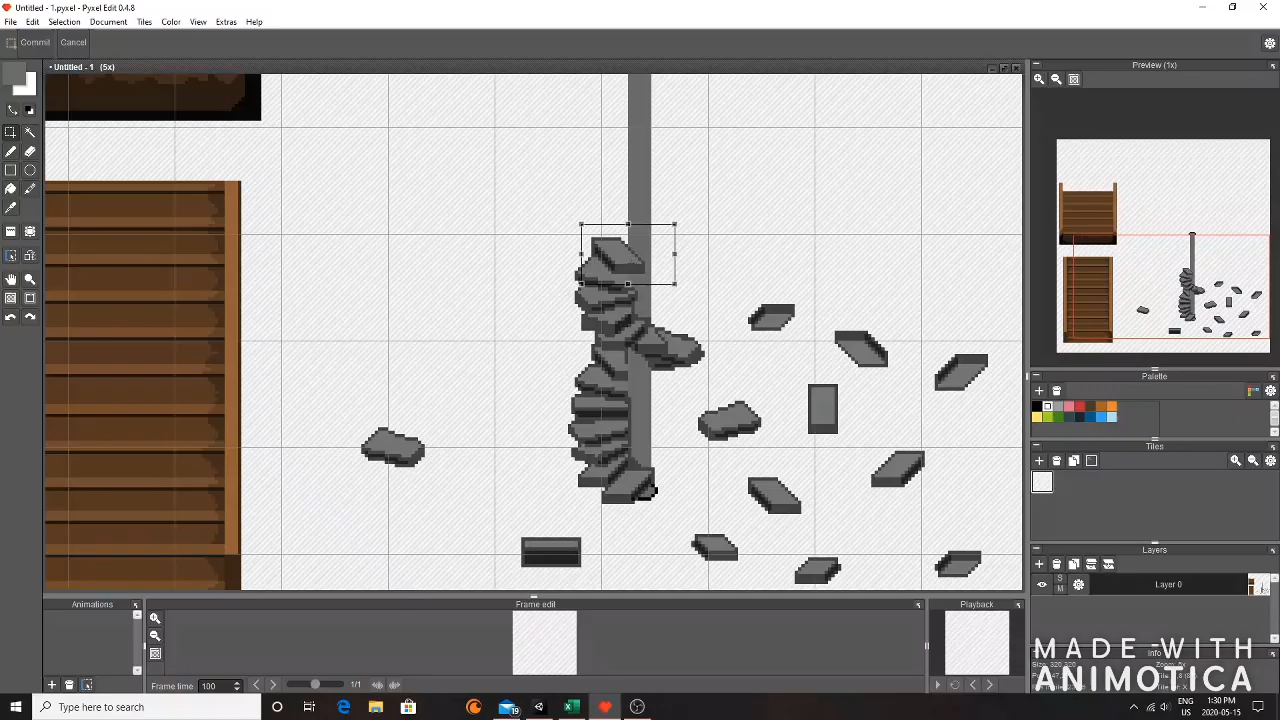 Untitled - 1.pyxel - Pyxel Edit 0.4.8
File Edit Selection Document Tiles Color View Extras Help
Commit Cancel
• Untitled - 1 (5x)
Preview (1x)
Palette
Tiles
Layers
S
M
Layer 0
Animations
Frame edit
Playback
Frame time 100
1/1
Info
MADE WITH
ANIMOTICA
Type here to search
19
ENG
US
1:30 PM
2020-05-15